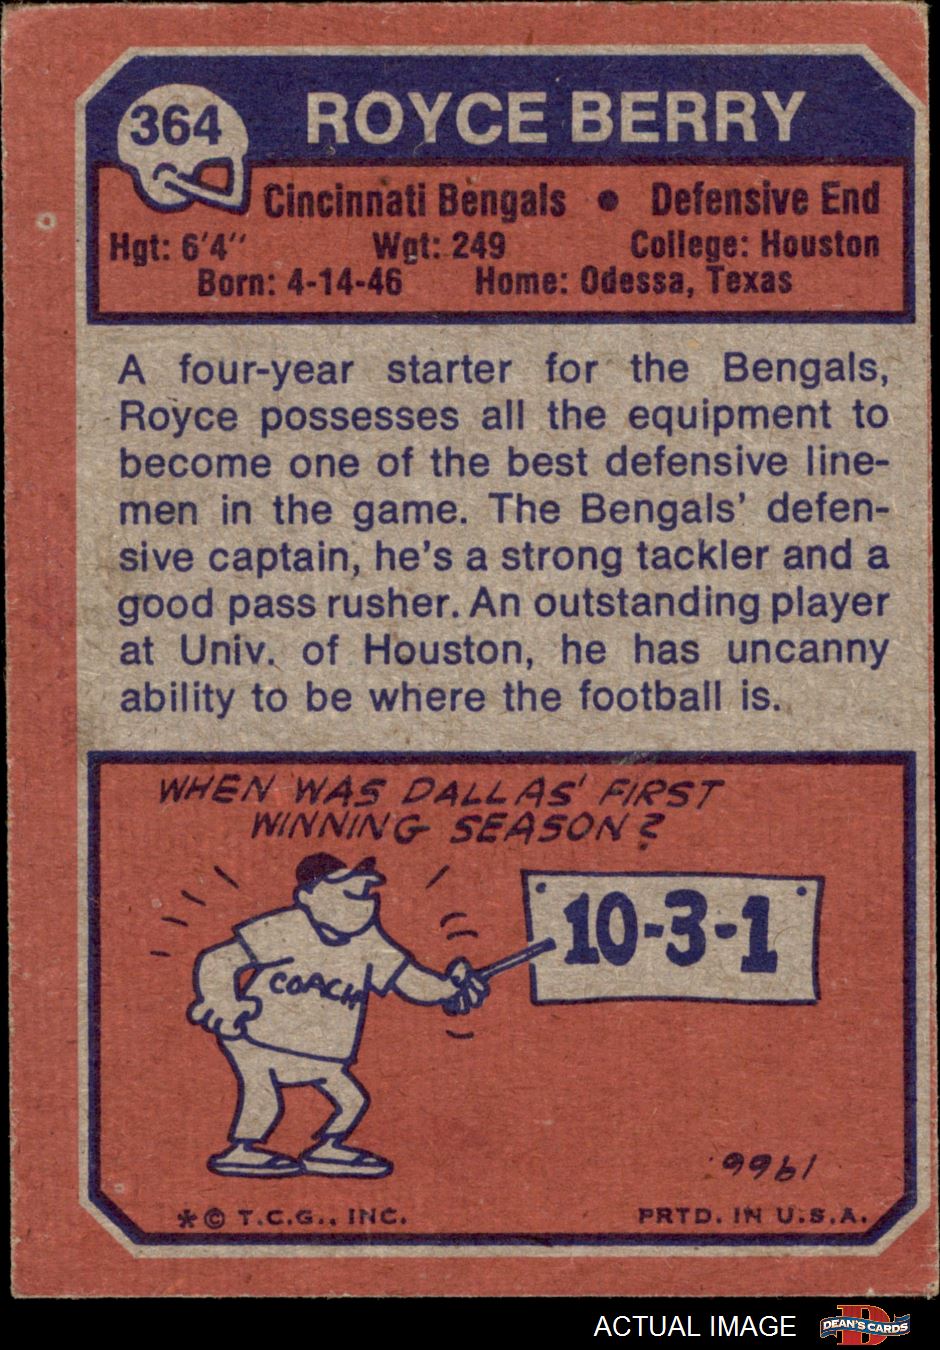 364
ROYCE BERRY
Cincinnati Bengals • Defensive End
Hgt: 6'4'' Wgt: 249 College: Houston
Born: 4-14-46 Home: Odessa, Texas
A four-year starter for the Bengals,
Royce possesses all the equipment to
become one of the best defensive line-
men in the game. The Bengals' defen-
sive captain, he's a strong tackler and a
good pass rusher. An outstanding player
at Univ. of Houston, he has uncanny
ability to be where the football is.
WHEN WAS DALLAS' FIRST
WINNING SEASON?
10-3-1
COACH
1966
* © T.C.G., INC. PRTD. IN U.S.A.
ACTUAL IMAGE DEAN'S CARDS